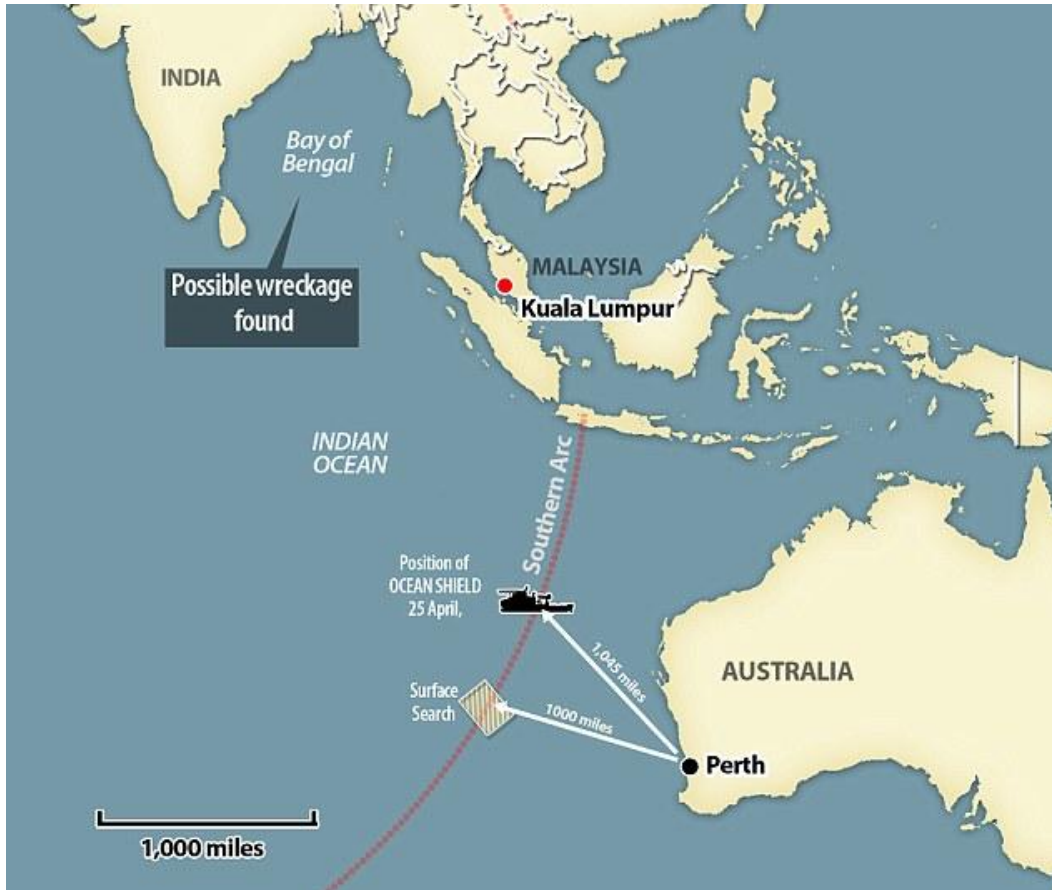 INDIA
Bay of
Bengal
Possible wreckage
found
MALAYSIA
Kuala Lumpur
INDIAN
OCEAN
Southern Arc
Position of
OCEAN SHIELD
25 April,
1,045 miles
AUSTRALIA
Surface
Search
1000 miles
Perth
1,000 miles